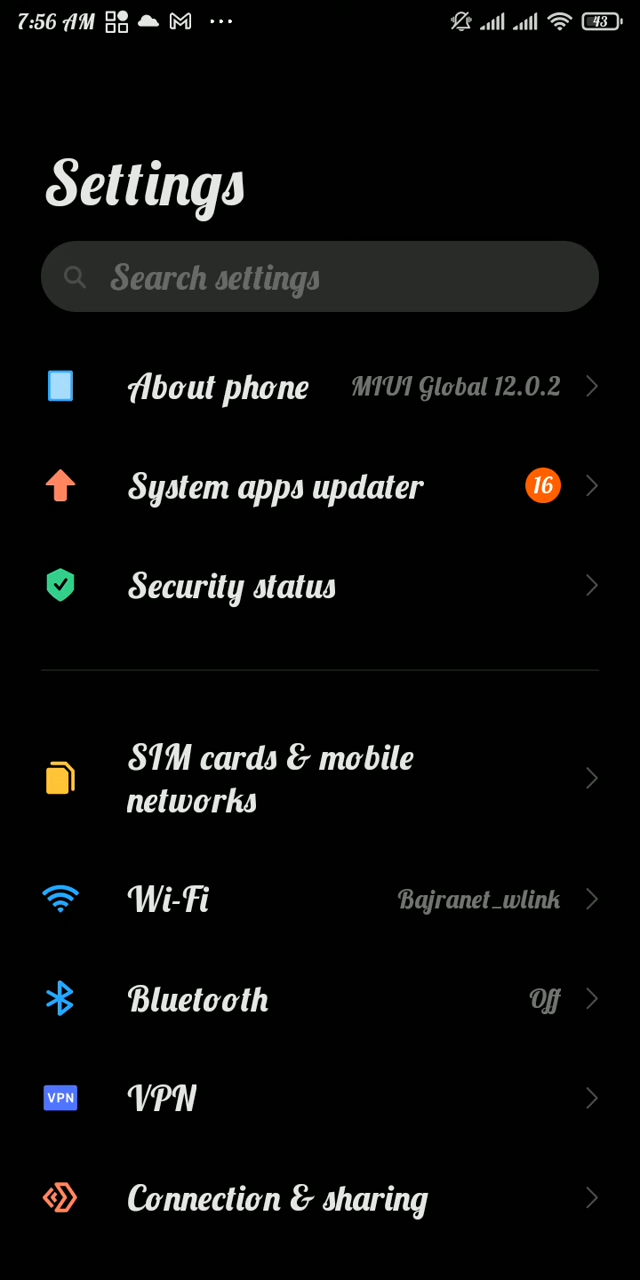 7:56 AM 43
Settings
Search settings
About phone MIUI Global 12.0.2
System apps updater 16
Security status
SIM cards & mobile
networks
Wi-Fi Bajranet_wlink
Bluetooth Off
VPN VPN
Connection & sharing